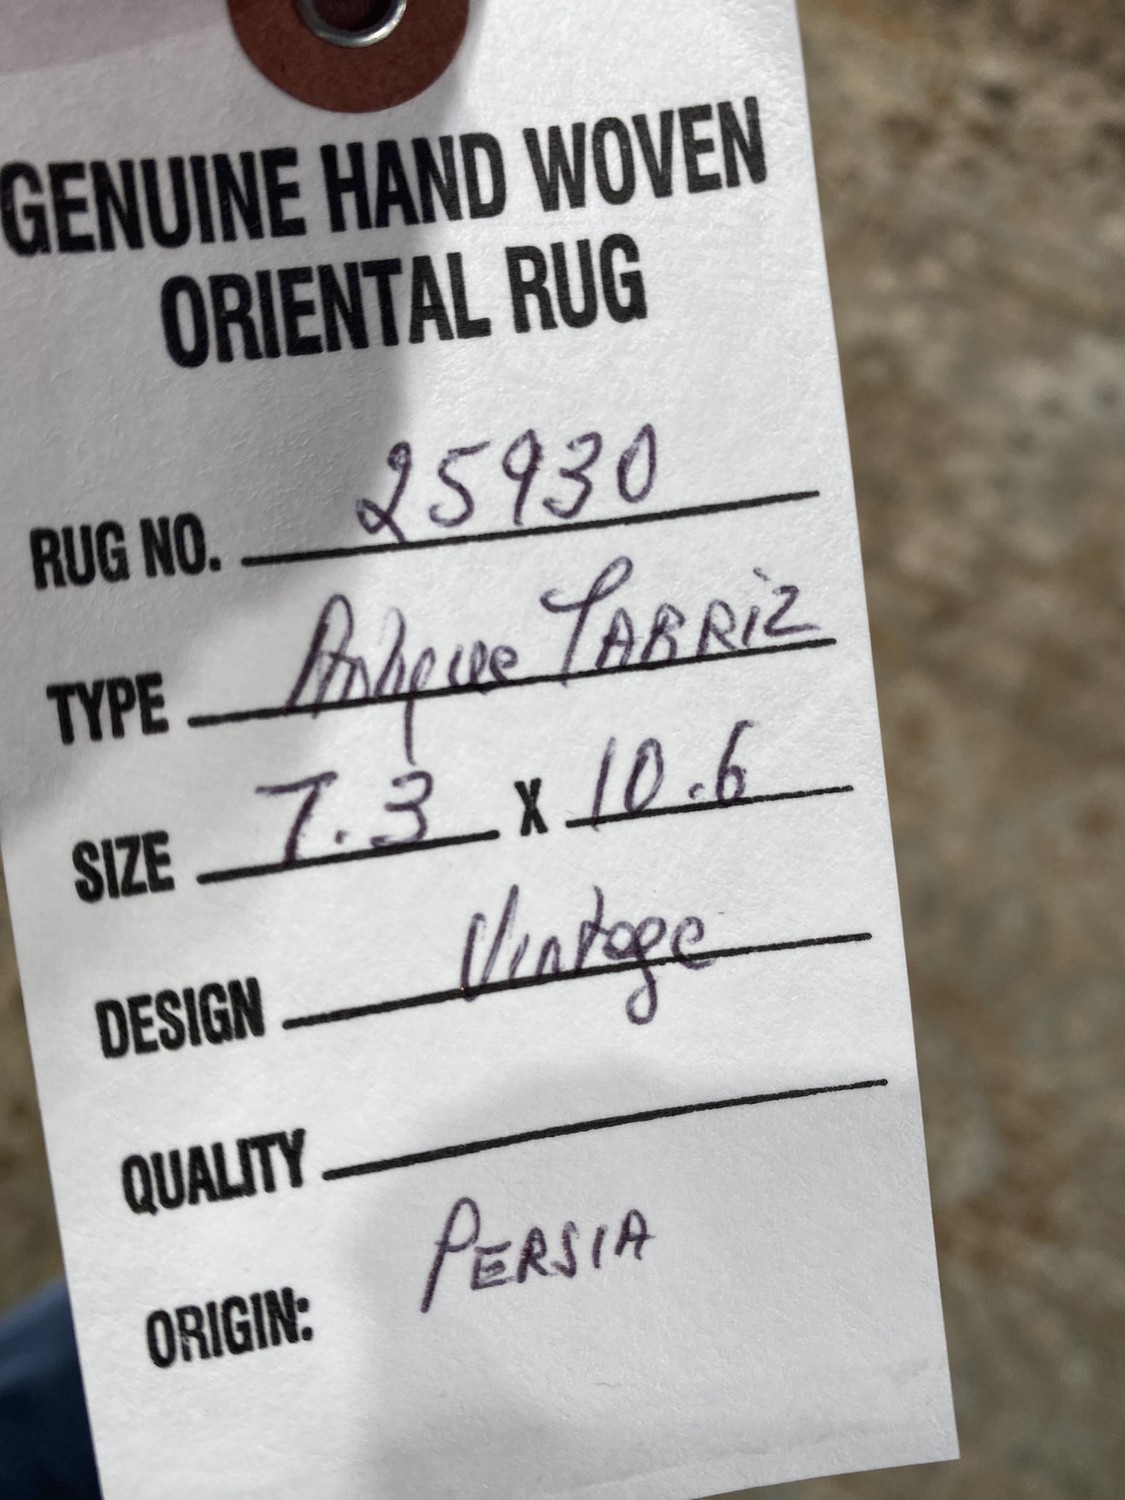 GENUINE HAND WOVEN
ORIENTAL RUG
RUG NO. 25930
TYPE Antique TABRIZ
SIZE 7.3 X 10.6
DESIGN Vintage
QUALITY
ORIGIN: PERSIA